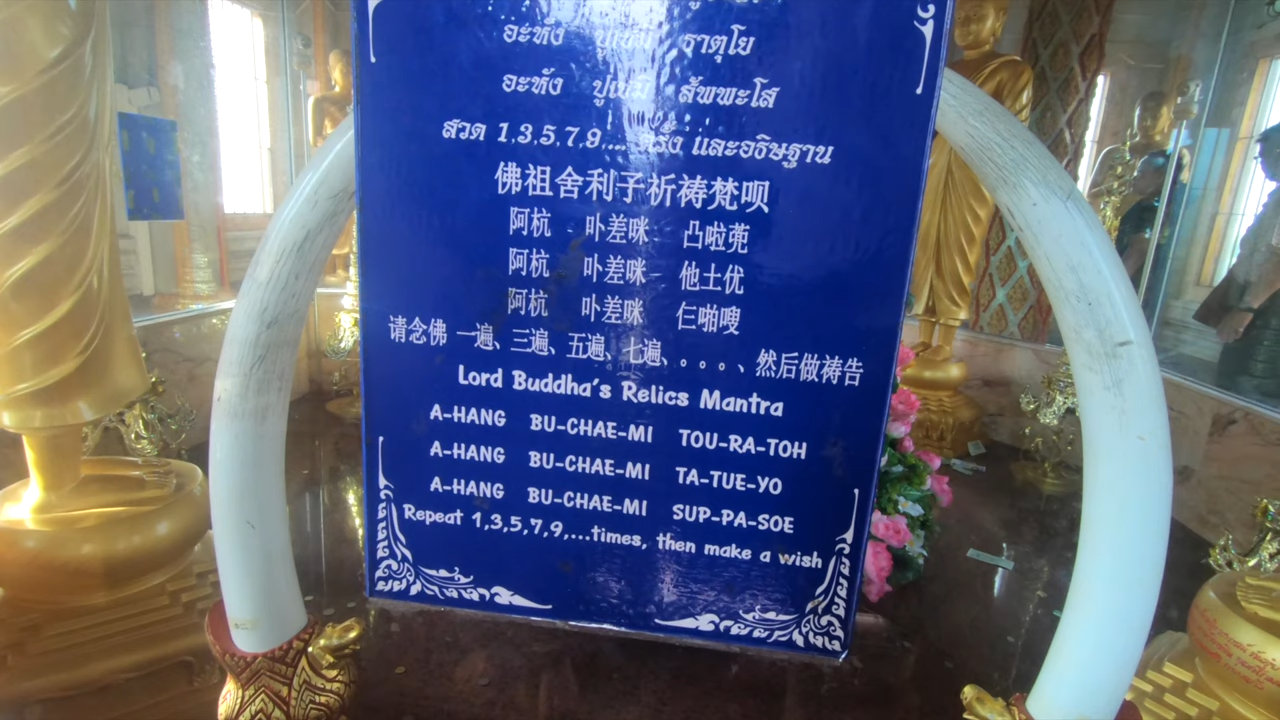 อะหัง ปูเชมิ ธาตุโย
อะหัง ปูเชมิ สัพพะโส
สวด 1,3,5,7,9.... ครั้ง และอธิษฐาน
佛祖舍利子祈祷梵呗
阿杭 卟差咪 凸啦蔸
阿杭 卟差咪 他土优
阿杭 卟差咪 仨啪嗖
请念佛 一遍、三遍、五遍、七遍、。。。、然后做祷告
Lord Buddha's Relics Mantra
A-HANG BU-CHAE-MI TOU-RA-TOH
A-HANG BU-CHAE-MI TA-TUE-YO
A-HANG BU-CHAE-MI SUP-PA-SOE
Repeat 1,3,5,7,9,...times, then make a wish